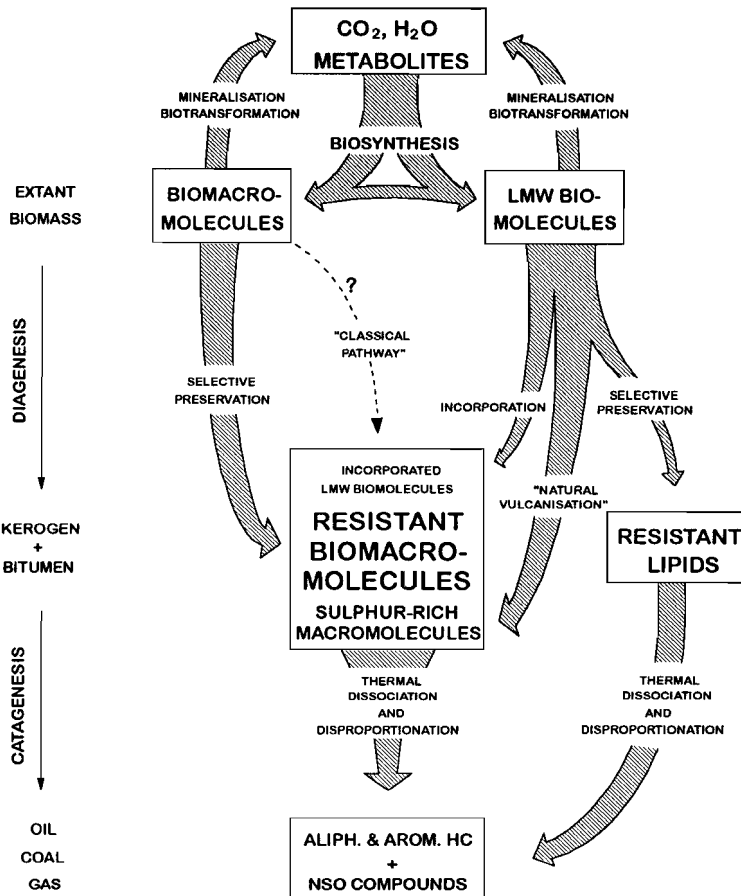 CO₂, H₂O
METABOLITES
MINERALISATION
BIOTRANSFORMATION
MINERALISATION
BIOTRANSFORMATION
BIOSYNTHESIS
EXTANT
BIOMASS
BIOMACRO-
MOLECULES
LMW BIO-
MOLECULES
?
"CLASSICAL
PATHWAY"
DIAGENESIS
SELECTIVE
PRESERVATION
INCORPORATION
SELECTIVE
PRESERVATION
INCORPORATED
LMW BIOMOLECULES
RESISTANT
BIOMACRO-
MOLECULES
SULPHUR-RICH
MACROMOLECULES
"NATURAL
VULCANISATION"
KEROGEN
+
BITUMEN
RESISTANT
LIPIDS
CATAGENESIS
THERMAL
DISSOCIATION
AND
DISPROPORTIONATION
THERMAL
DISSOCIATION
AND
DISPROPORTIONATION
OIL
COAL
GAS
ALIPH. & AROM. HC
+
NSO COMPOUNDS